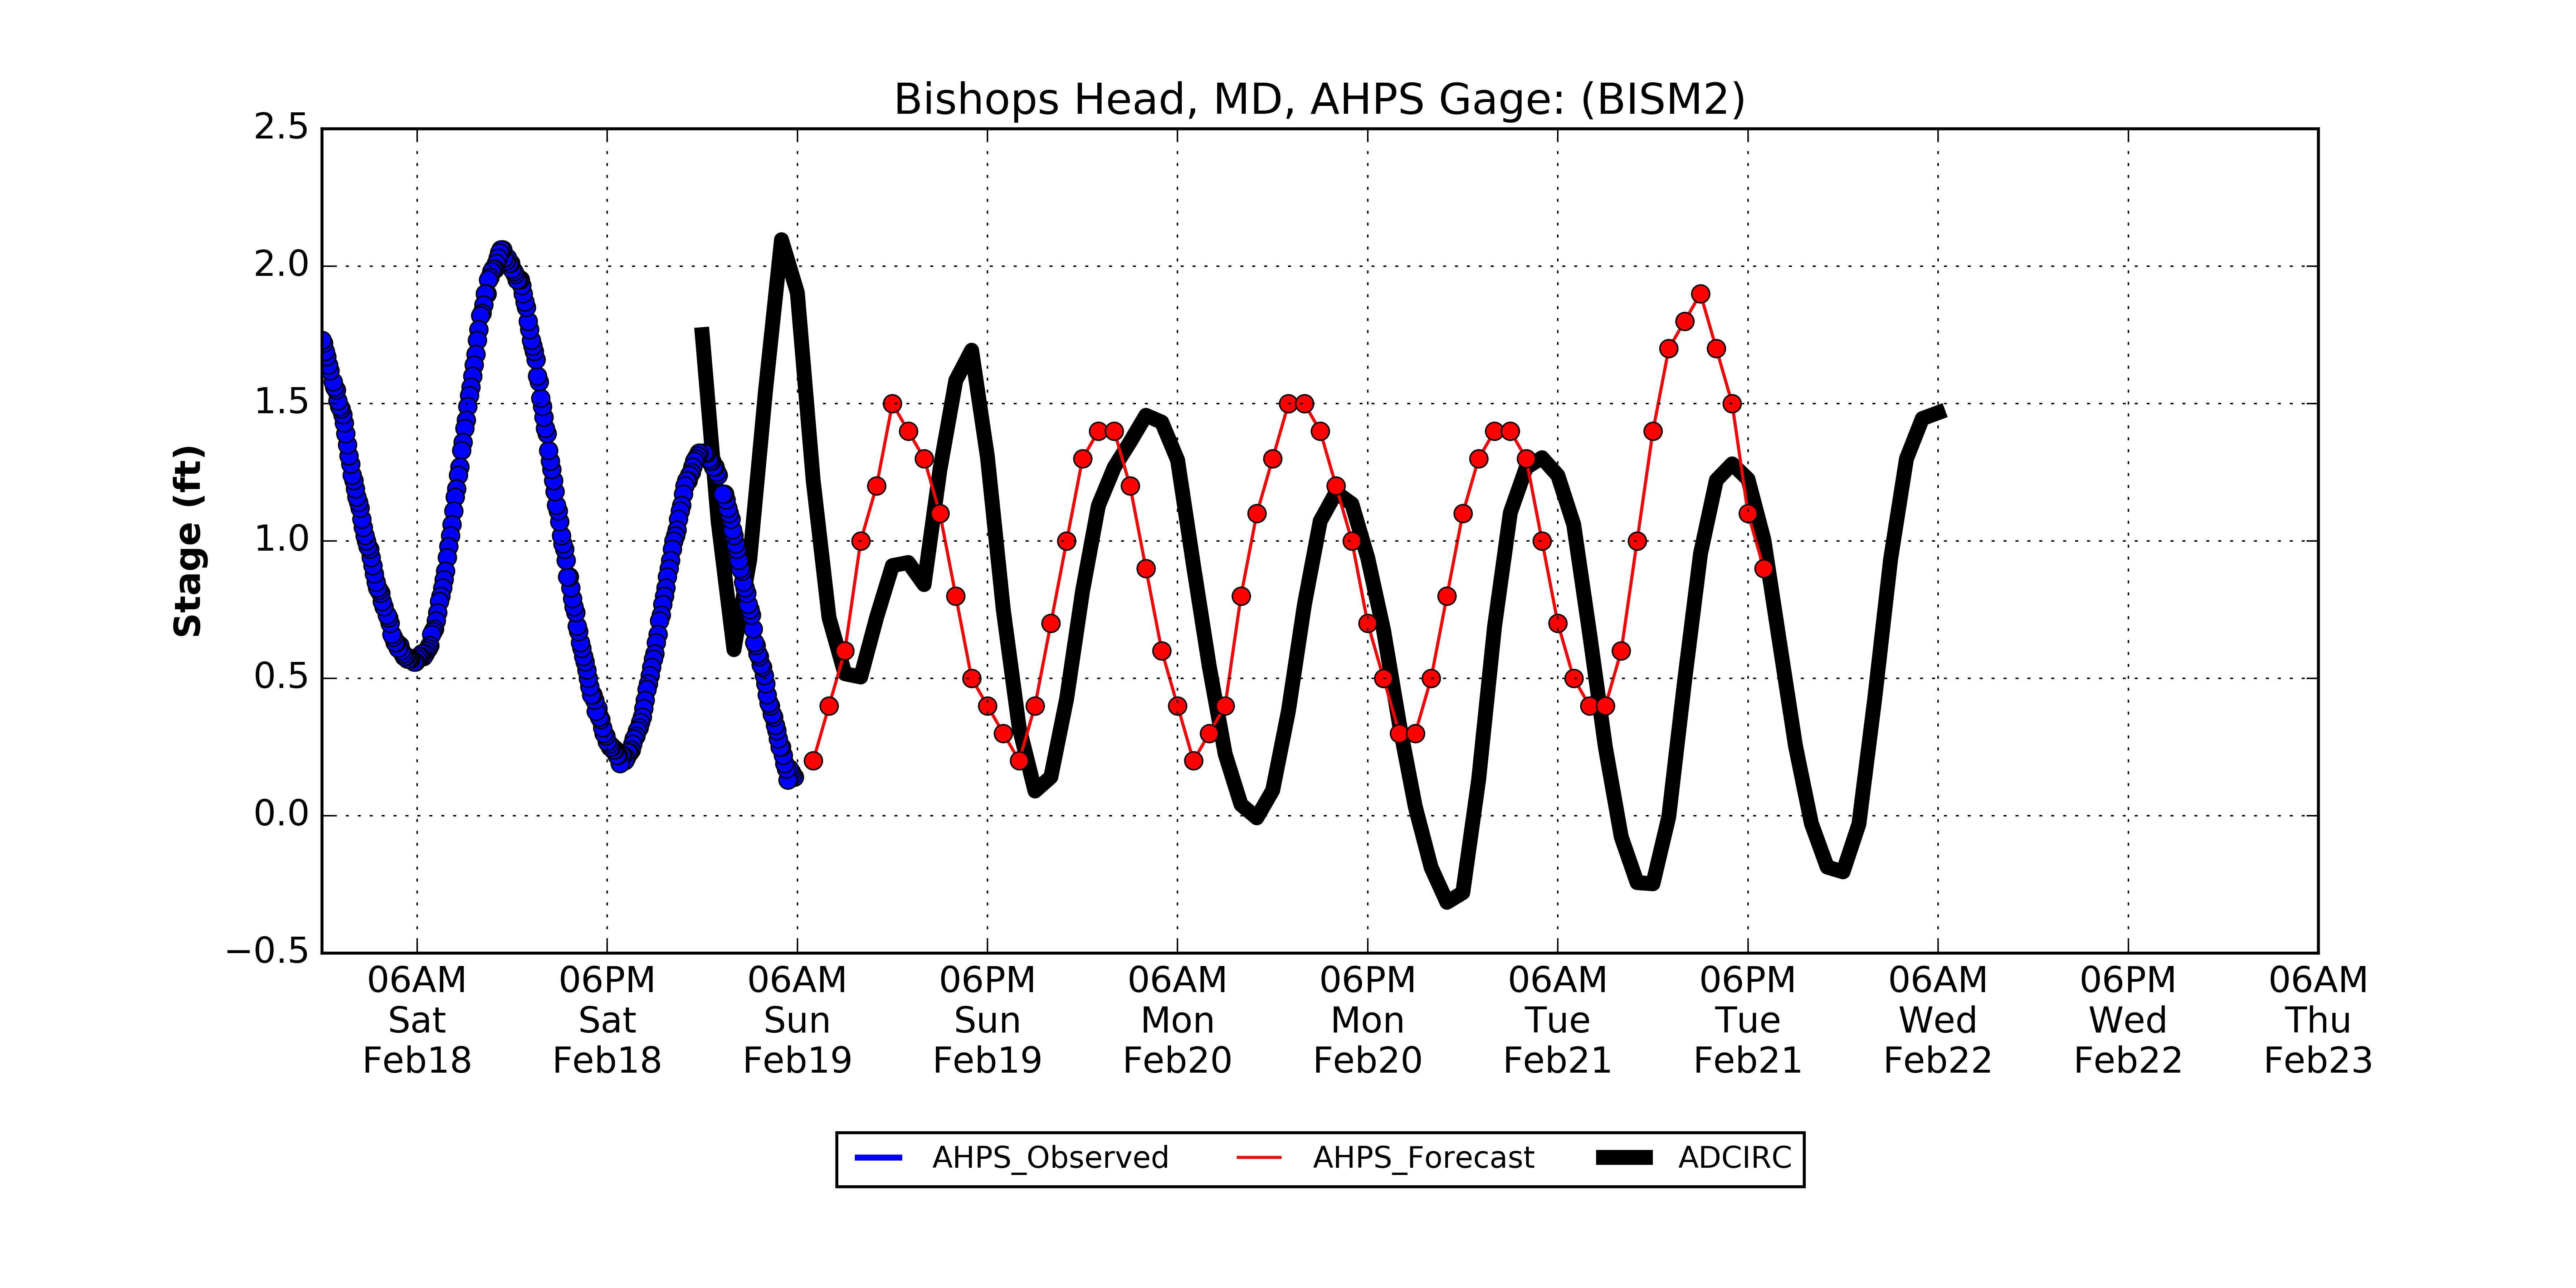 Bishops Head, MD, AHPS Gage: (BISM2)
2.5
2.0
1.5
1.0
0.5
0.0
−0.5
Stage (ft)
06AM 06PM 06AM 06PM 06AM 06PM 06AM 06PM 06AM 06PM 06AM
Sat Sat Sun Sun Mon Mon Tue Tue Wed Wed Thu
Feb18 Feb18 Feb19 Feb19 Feb20 Feb20 Feb21 Feb21 Feb22 Feb22 Feb23
AHPS_Observed AHPS_Forecast ADCIRC